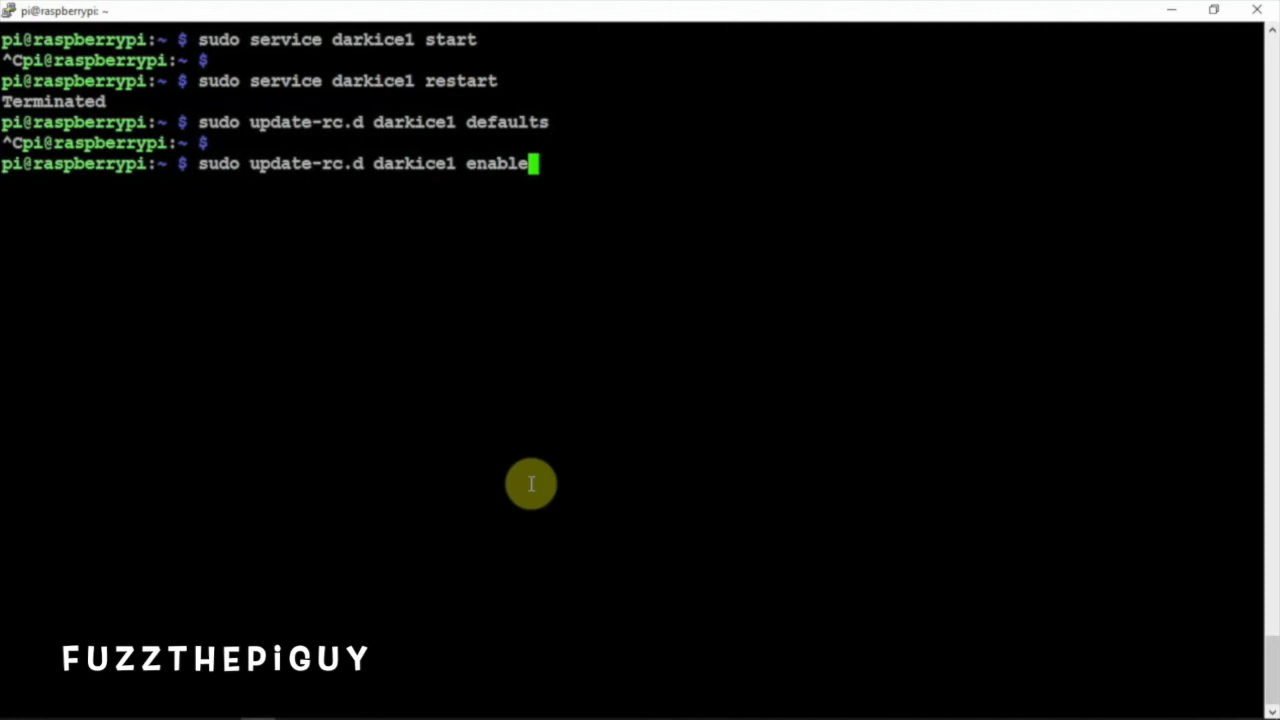 pi@raspberrypi: ~
pi@raspberrypi:~ $ sudo service darkice1 start
^Cpi@raspberrypi:~ $
pi@raspberrypi:~ $ sudo service darkice1 restart
Terminated
pi@raspberrypi:~ $ sudo update-rc.d darkice1 defaults
^Cpi@raspberrypi:~ $
pi@raspberrypi:~ $ sudo update-rc.d darkice1 enable
FUZZTHEPiGUY